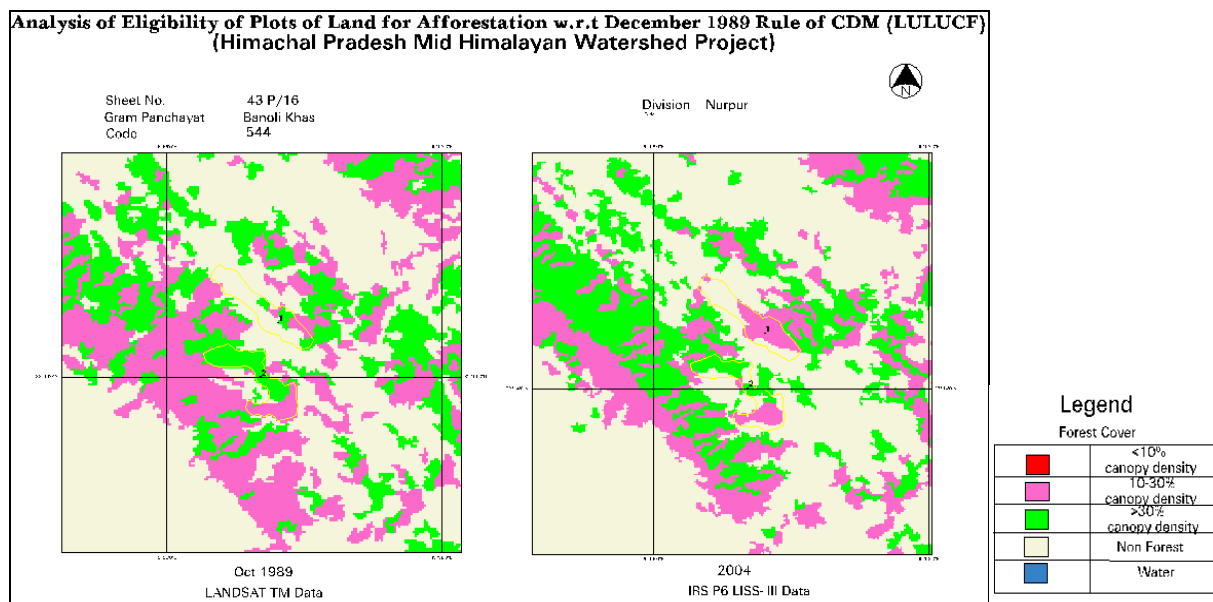 Analysis of Eligibility of Plots of Land for Afforestation w.r.t December 1989 Rule of CDM (LULUCF)
(Himachal Pradesh Mid Himalayan Watershed Project)
N
Sheet No. 43 P/16
Gram Panchayat Banoli Khas
Code 544
Division Nurpur
1
2
1
2
Oct 1989
LANDSAT TM Data
2004
IRS P6 LISS- III Data
Legend
Forest Cover
<10%
canopy density
10-30%
canopy density
>30%
canopy density
Non Forest
Water